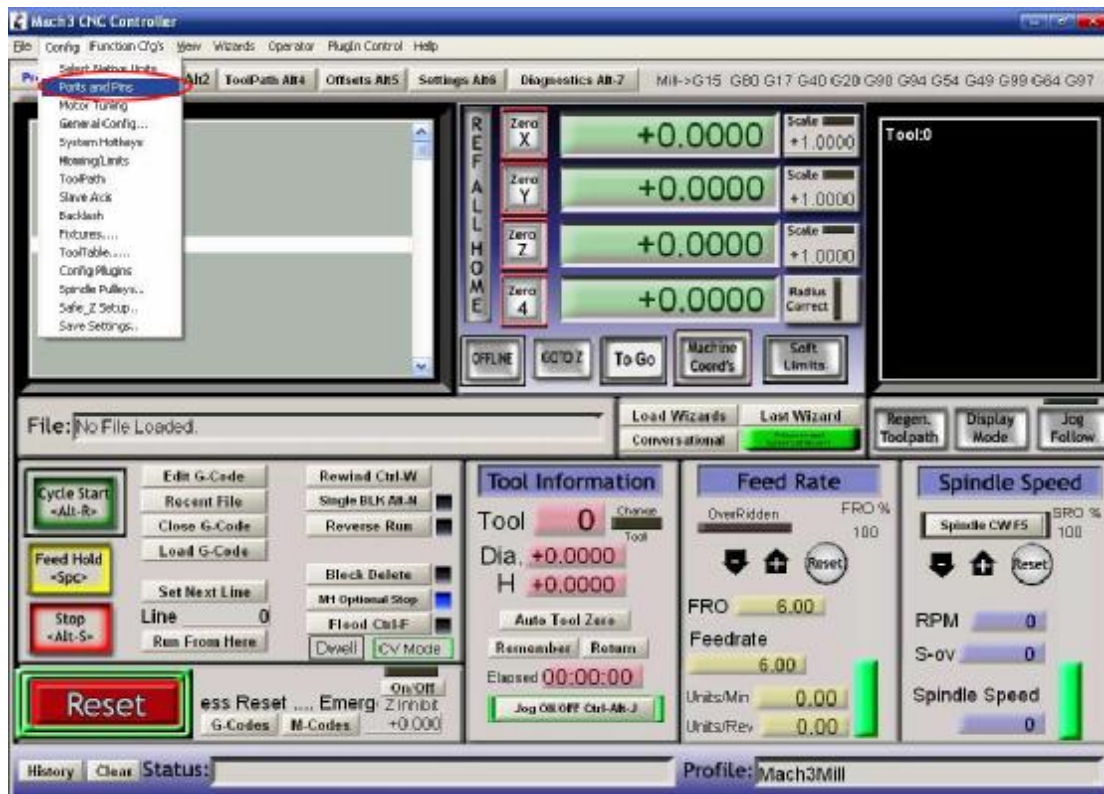 Mach3 CNC Controller
File Config Function Cfg's View Wizards Operator PlugIn Control Help
Alt2 ToolPath Alt4 Offsets Alt5 Settings Alt6 Diagnostics Alt-7 Mill->G15 G80 G17 G40 G20 G90 G94 G54 G49 G99 G64 G97
Select Native Units
Ports and Pins
Motor Tuning
General Config...
System Hotkeys
Homing/Limits
ToolPath
Slave Axis
Backlash
Fixtures....
ToolTable.....
Config Plugins
Spindle Pulleys...
Safe_Z Setup..
Save Settings..
REF ALL HOME
Zero X +0.0000 Scale +1.0000
Zero Y +0.0000 Scale +1.0000
Zero Z +0.0000 Scale +1.0000
Zero 4 +0.0000 Radius Correct
OFFLINE GOTO Z To Go Machine Coord's Soft Limits
Tool:0
File: No File Loaded.
Load Wizards Last Wizard
Conversational
Regen. Toolpath Display Mode Jog Follow
Cycle Start <Alt-R>
Feed Hold <Spc>
Stop <Alt-S>
Edit G-Code
Recent File
Close G-Code
Load G-Code
Set Next Line
Line 0
Run From Here
Rewind Ctrl-W
Single BLK Alt-N
Reverse Run
Block Delete
M1 Optional Stop
Flood Ctrl-F
Dwell CV Mode
Reset
ess Reset .... Emerg
G-Codes M-Codes
On/Off
Z Inhibit
+0.000
Tool Information
Tool 0 Change Tool
Dia. +0.0000
H +0.0000
Auto Tool Zero
Remember Return
Elapsed 00:00:00
Jog ON/OFF Ctrl-Alt-J
Feed Rate
OverRidden FRO % 100
Reset
FRO 6.00
Feedrate
6.00
Units/Min 0.00
Units/Rev 0.00
Spindle Speed
Spindle CW F5 SRO % 100
Reset
RPM 0
S-ov 0
Spindle Speed
0
History Clear Status:
Profile: Mach3Mill